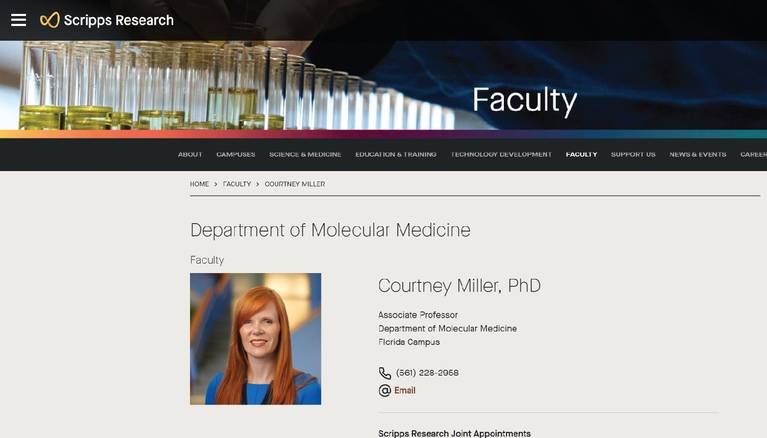 Scripps Research
Faculty
ABOUT CAMPUSES SCIENCE & MEDICINE EDUCATION & TRAINING TECHNOLOGY DEVELOPMENT FACULTY SUPPORT US NEWS & EVENTS CAREER
HOME > FACULTY > COURTNEY MILLER
Department of Molecular Medicine
Faculty
Courtney Miller, PhD
Associate Professor
Department of Molecular Medicine
Florida Campus
(561) 228-2958
Email
Scripps Research Joint Appointments